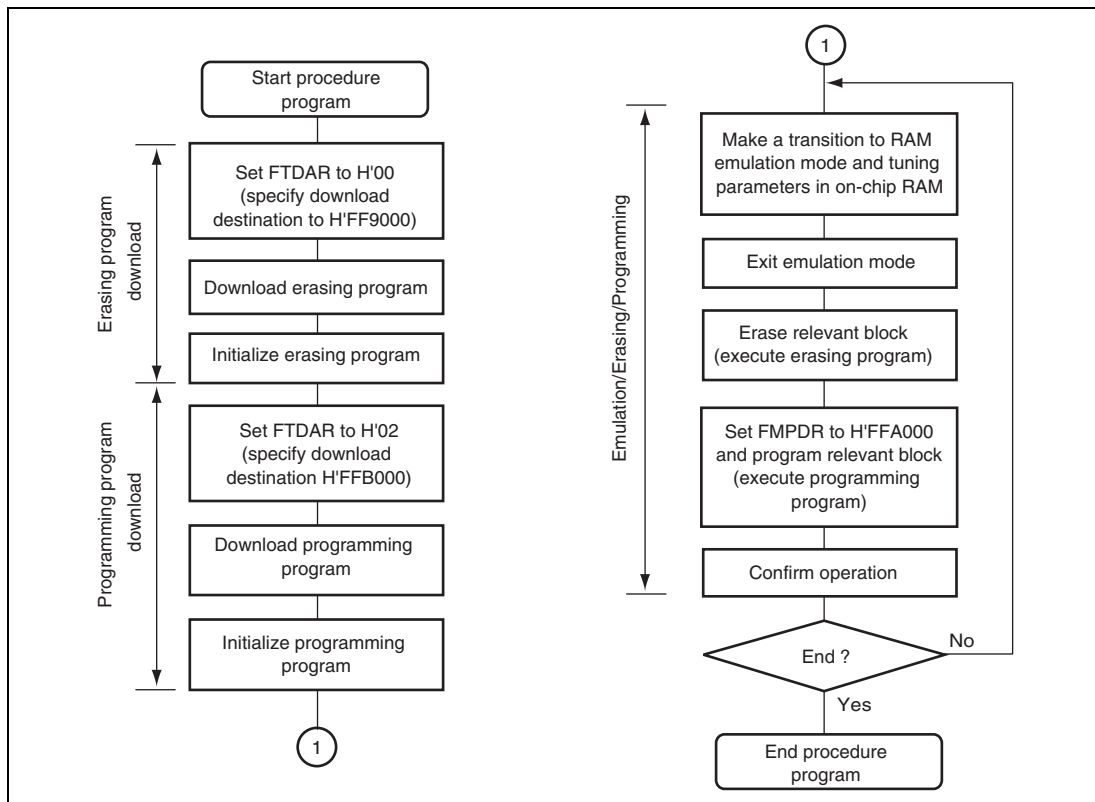 Start procedure
program
Erasing program
download
Set FTDAR to H'00
(specify download
destination to H'FF9000)
Download erasing program
Initialize erasing program
Programming program
download
Set FTDAR to H'02
(specify download
destination H'FFB000)
Download programming
program
Initialize programming
program
1
1
Emulation/Erasing/Programming
Make a transition to RAM
emulation mode and tuning
parameters in on-chip RAM
Exit emulation mode
Erase relevant block
(execute erasing program)
Set FMPDR to H'FFA000
and program relevant block
(execute programming
program)
Confirm operation
End ?
No
Yes
End procedure
program